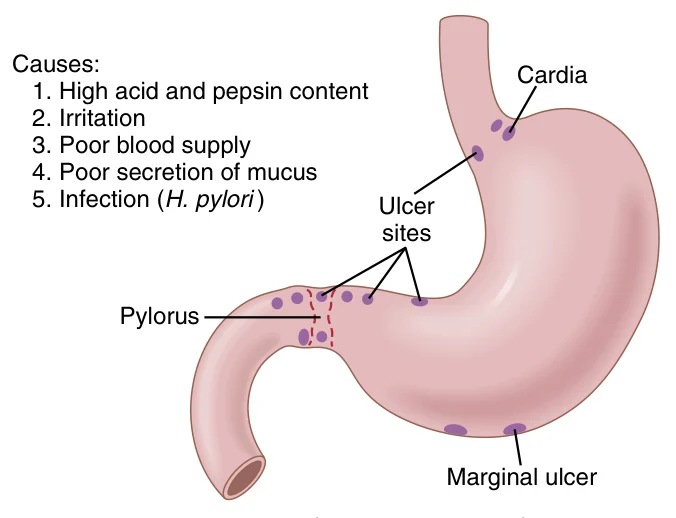 Causes:
1. High acid and pepsin content
2. Irritation
3. Poor blood supply
4. Poor secretion of mucus
5. Infection (H. pylori)
Cardia
Ulcer
sites
Pylorus
Marginal ulcer